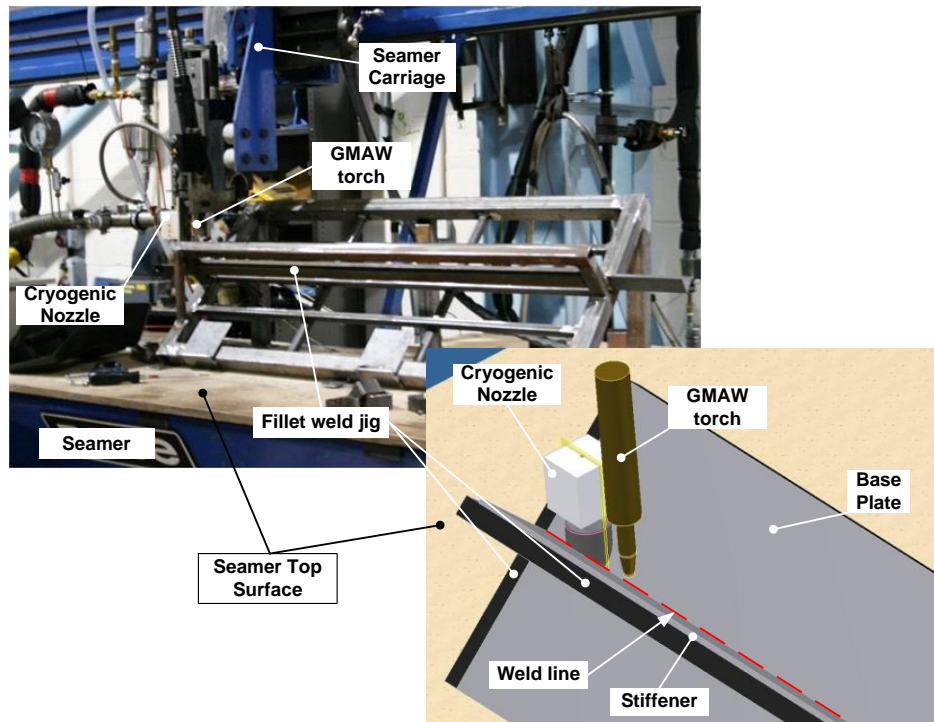 Seamer
Carriage
GMAW
torch
Cryogenic
Nozzle
Fillet weld jig
Seamer
Seamer Top
Surface
Cryogenic
Nozzle
GMAW
torch
Base
Plate
Weld line
Stiffener